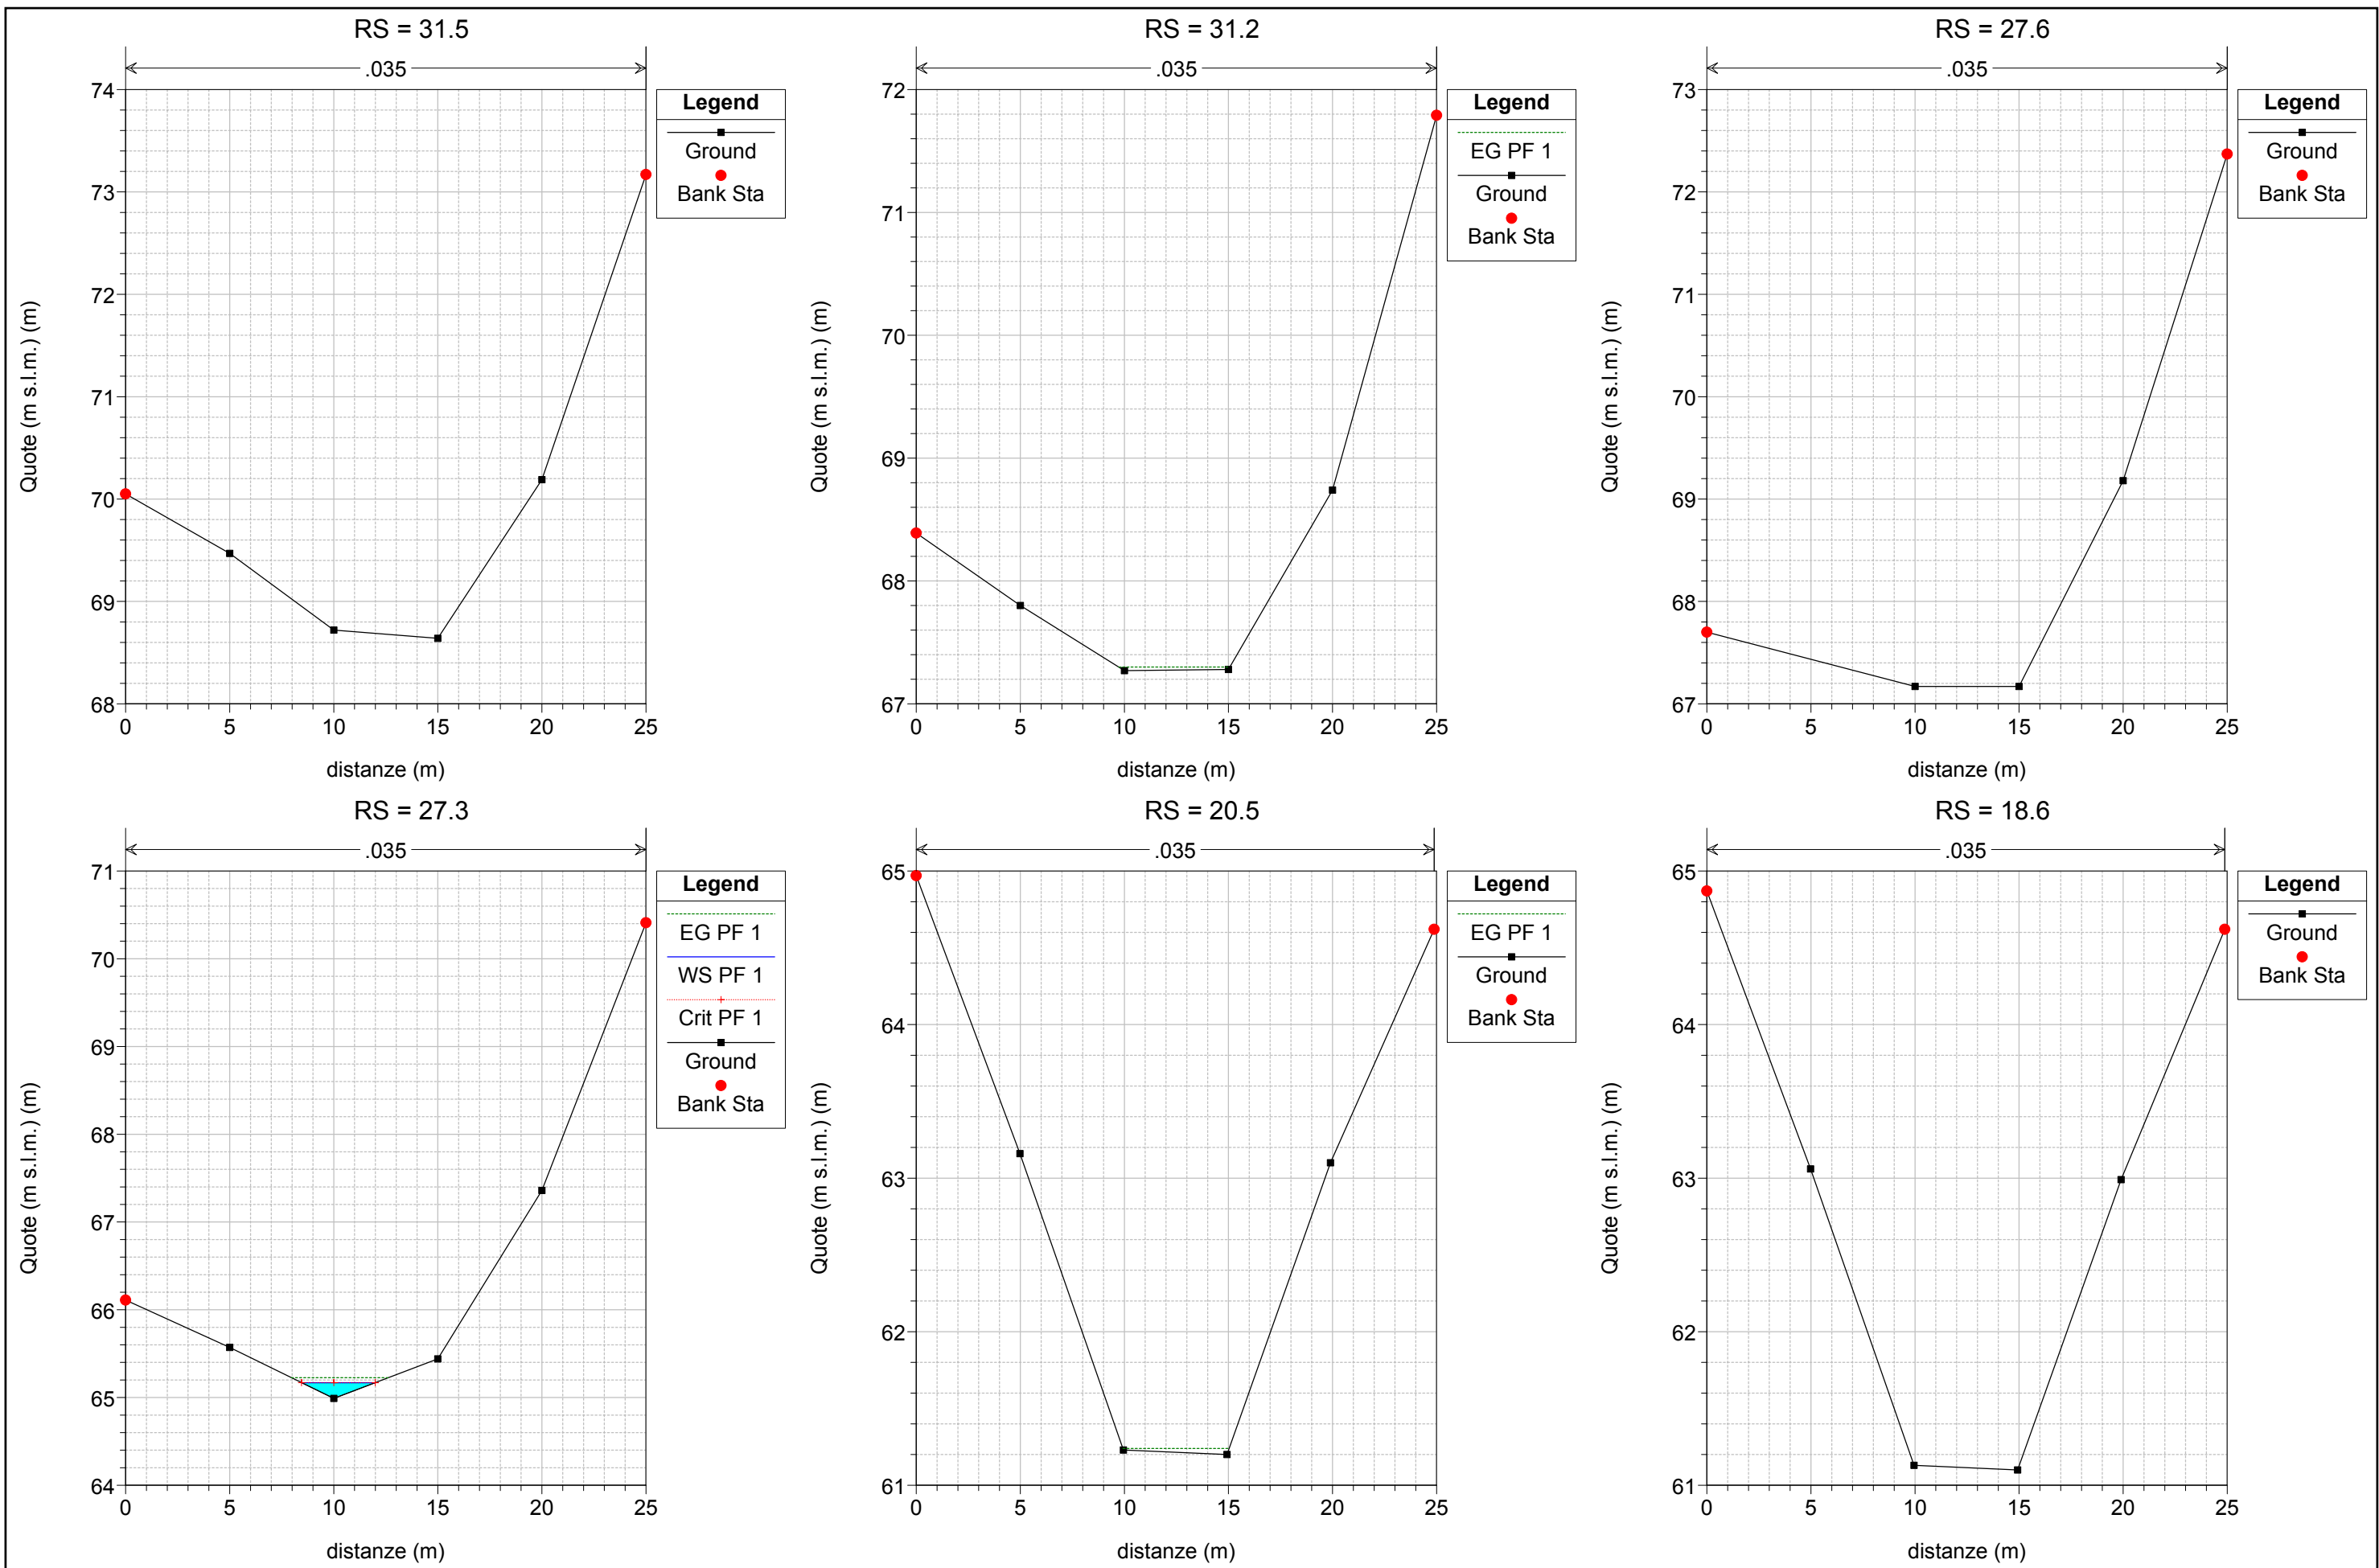 RS = 31.5
.035
74
73
72
71
70
69
68
Quote (m s.l.m.) (m)
0 5 10 15 20 25
distanze (m)
Legend
Ground
Bank Sta
RS = 31.2
.035
72
71
70
69
68
67
Quote (m s.l.m.) (m)
0 5 10 15 20 25
distanze (m)
Legend
EG PF 1
Ground
Bank Sta
RS = 27.6
.035
73
72
71
70
69
68
67
Quote (m s.l.m.) (m)
0 5 10 15 20 25
distanze (m)
Legend
Ground
Bank Sta
RS = 27.3
.035
71
70
69
68
67
66
65
64
Quote (m s.l.m.) (m)
0 5 10 15 20 25
distanze (m)
Legend
EG PF 1
WS PF 1
Crit PF 1
Ground
Bank Sta
RS = 20.5
.035
65
64
63
62
61
Quote (m s.l.m.) (m)
0 5 10 15 20 25
distanze (m)
Legend
EG PF 1
Ground
Bank Sta
RS = 18.6
.035
65
64
63
62
61
Quote (m s.l.m.) (m)
0 5 10 15 20 25
distanze (m)
Legend
Ground
Bank Sta